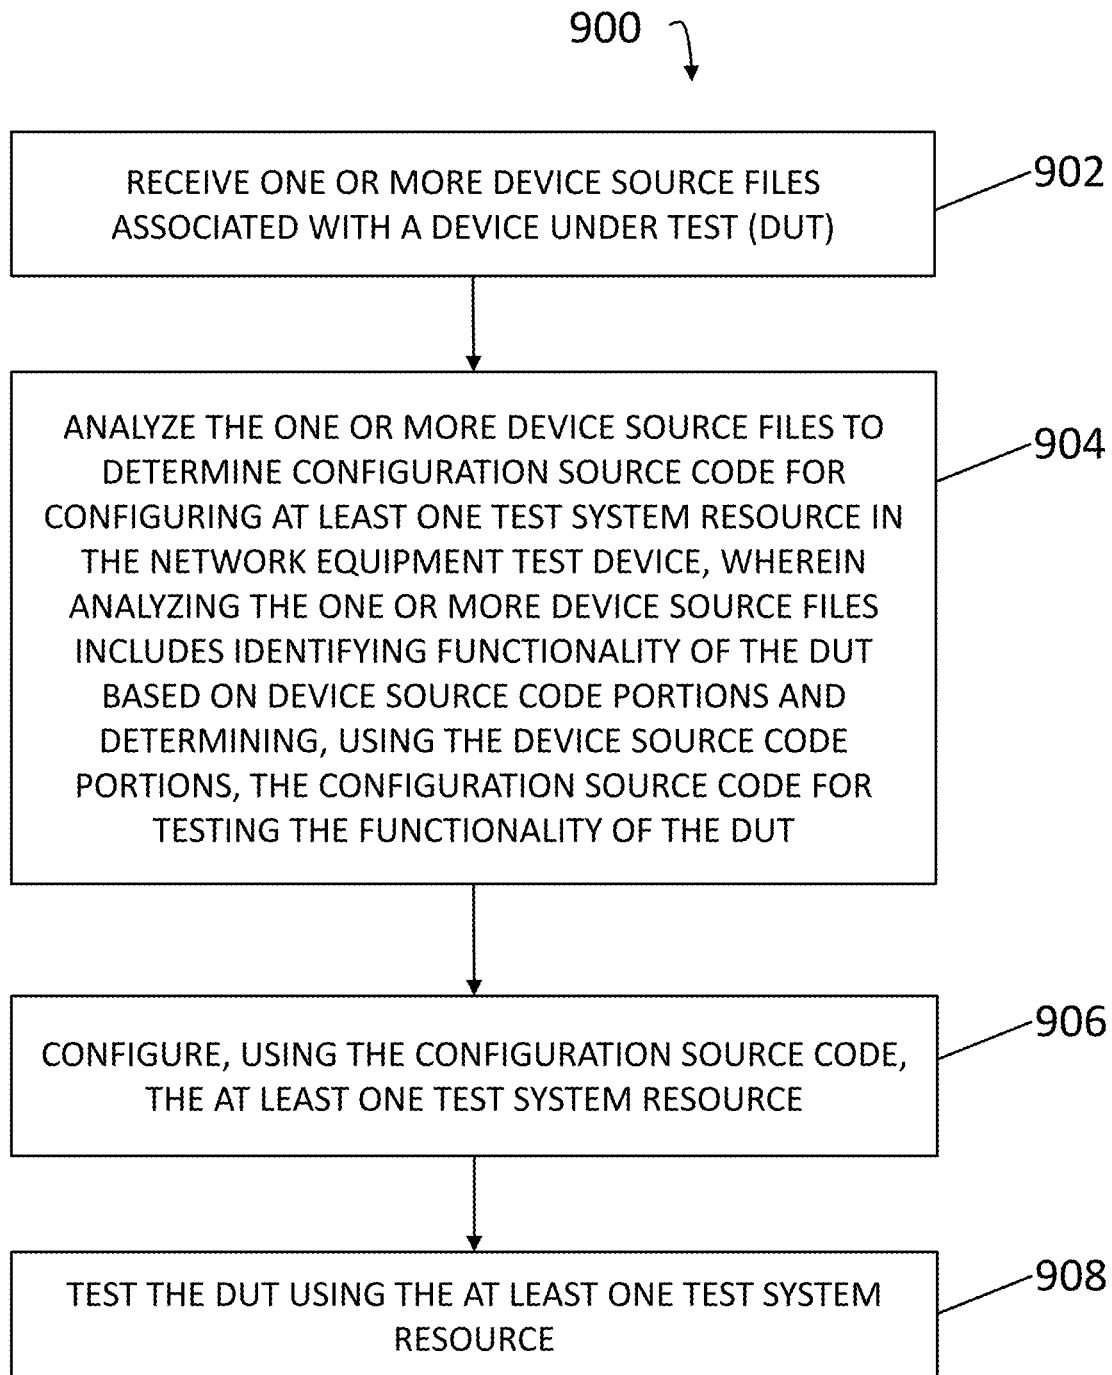 900
RECEIVE ONE OR MORE DEVICE SOURCE FILES
ASSOCIATED WITH A DEVICE UNDER TEST (DUT)
902
ANALYZE THE ONE OR MORE DEVICE SOURCE FILES TO
DETERMINE CONFIGURATION SOURCE CODE FOR
CONFIGURING AT LEAST ONE TEST SYSTEM RESOURCE IN
THE NETWORK EQUIPMENT TEST DEVICE, WHEREIN
ANALYZING THE ONE OR MORE DEVICE SOURCE FILES
INCLUDES IDENTIFYING FUNCTIONALITY OF THE DUT
BASED ON DEVICE SOURCE CODE PORTIONS AND
DETERMINING, USING THE DEVICE SOURCE CODE
PORTIONS, THE CONFIGURATION SOURCE CODE FOR
TESTING THE FUNCTIONALITY OF THE DUT
904
CONFIGURE, USING THE CONFIGURATION SOURCE CODE,
THE AT LEAST ONE TEST SYSTEM RESOURCE
906
TEST THE DUT USING THE AT LEAST ONE TEST SYSTEM
RESOURCE
908